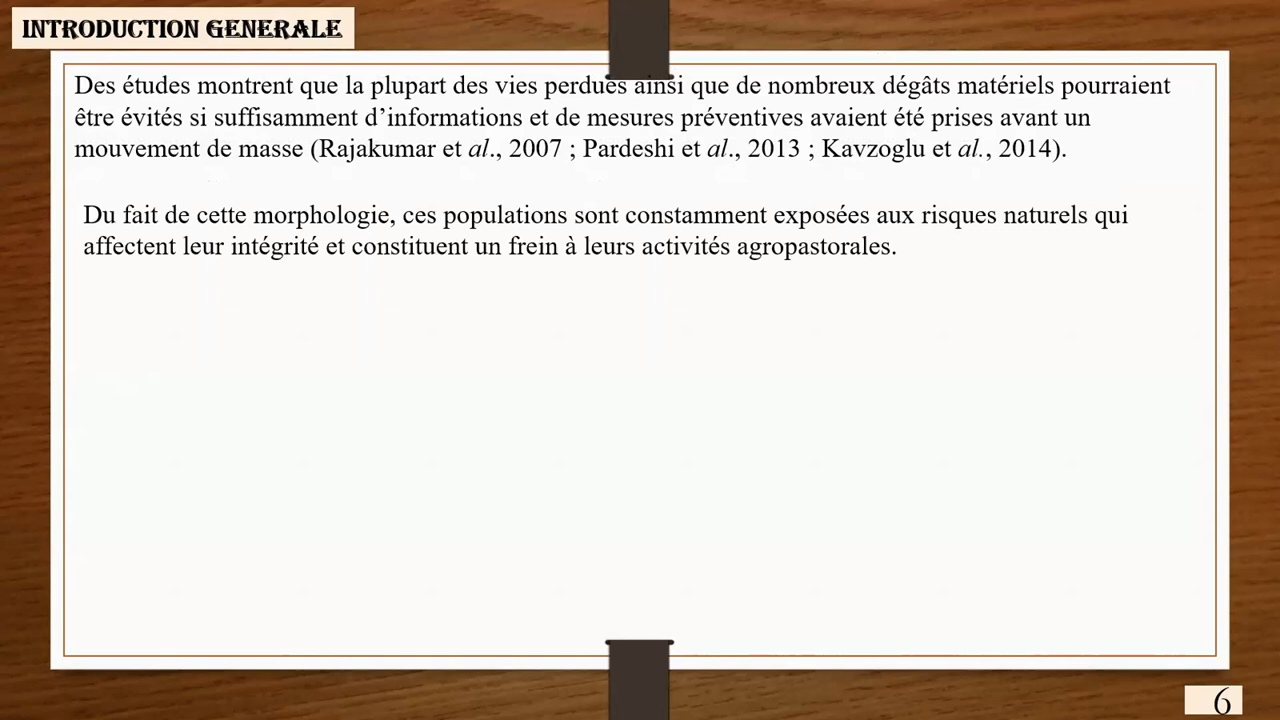 INTRODUCTION GENERALE
Des études montrent que la plupart des vies perdues ainsi que de nombreux dégâts matériels pourraient
être évités si suffisamment d’informations et de mesures préventives avaient été prises avant un
mouvement de masse (Rajakumar et al., 2007 ; Pardeshi et al., 2013 ; Kavzoglu et al., 2014).
Du fait de cette morphologie, ces populations sont constamment exposées aux risques naturels qui
affectent leur intégrité et constituent un frein à leurs activités agropastorales.
6